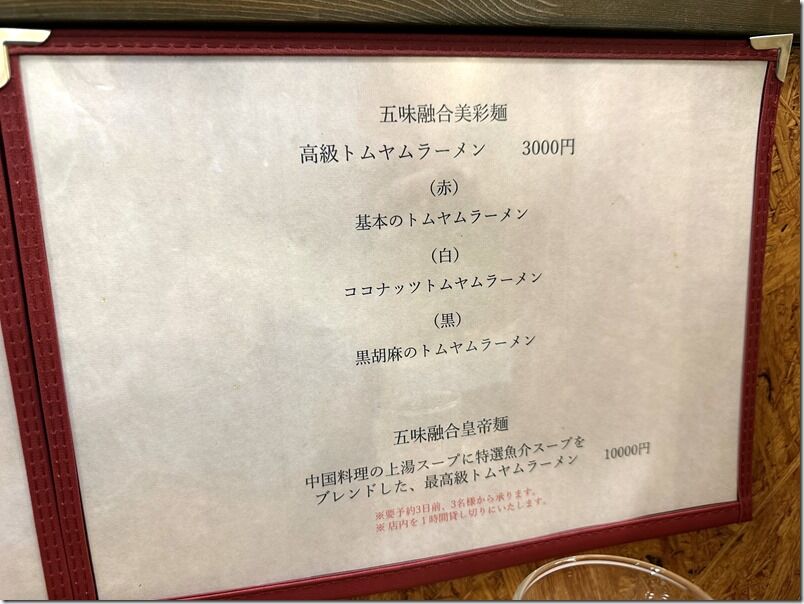 五味融合美彩麺
高級トムヤムラーメン 3000円
（赤）
基本のトムヤムラーメン
（白）
ココナッツトムヤムラーメン
（黒）
黒胡麻のトムヤムラーメン
五味融合皇帝麺
中国料理の上湯スープに特選魚介スープを
ブレンドした、最高級トムヤムラーメン 10000円
※要予約3日前、3名様から承ります。
※店内を1時間貸し切りにいたします。